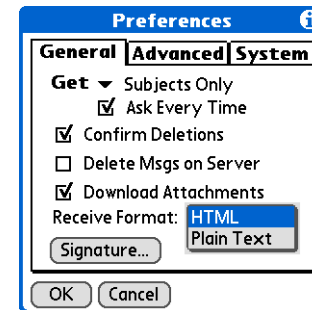 Preferences i
General Advanced System
Get Subjects Only
Ask Every Time
Confirm Deletions
Delete Msgs on Server
Download Attachments
Receive Format: HTML
Plain Text
Signature...
OK Cancel